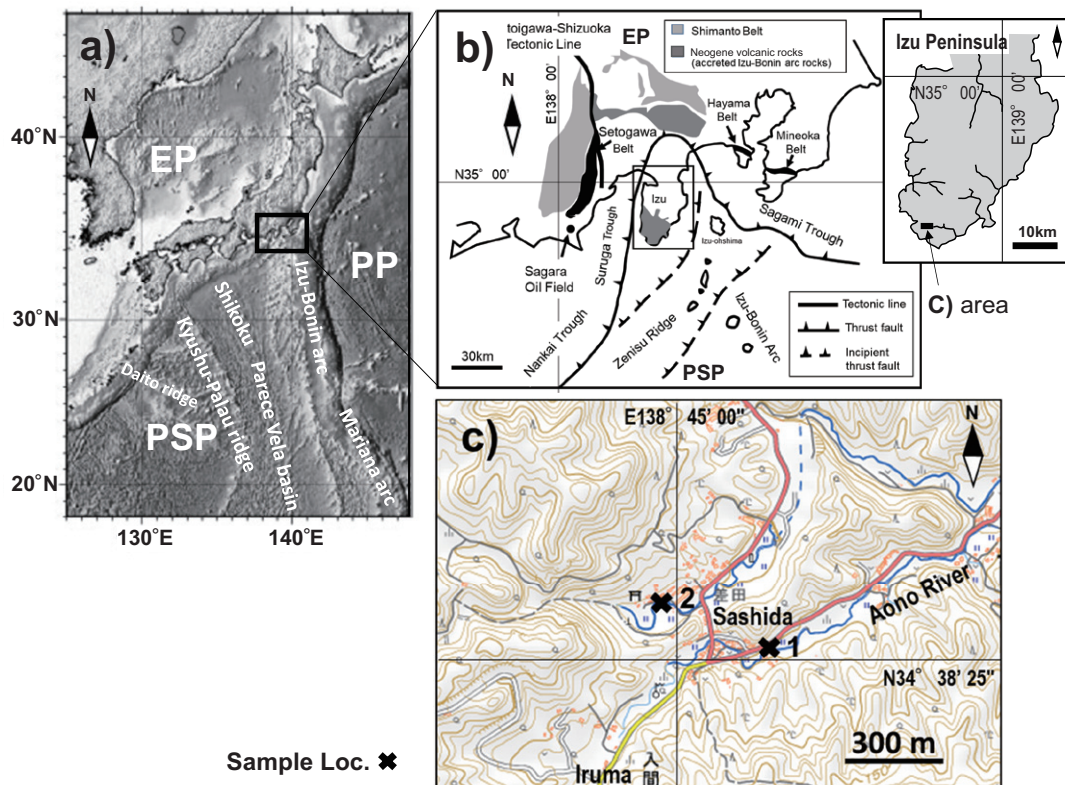 a)
N
40°N
30°N
20°N
130°E
140°E
EP
PP
PSP
Izu-Bonin arc
Shikoku
Parece vela basin
Kyushu-Palau ridge
Daito ridge
Mariana arc
b)
toigawa-Shizuoka
Tectonic Line
EP
Shimanto Belt
Neogene volcanic rocks
(accreted Izu-Bonin arc rocks)
N
E138° 00'
N35° 00'
Setogawa
Belt
Hayama
Belt
Mineoka
Belt
Izu
Izu-ohshima
Sagara
Oil Field
Suruga Trough
Sagami Trough
Nankai Trough
Zenisu Ridge
Izu-Bonin Arc
PSP
30km
Tectonic line
Thrust fault
Incipient
thrust fault
Izu Peninsula
N35° 00'
E139° 00'
10km
C) area
c)
E138° 45' 00"
N
2
Sashida
1
Aono River
N34° 38' 25"
300 m
Iruma
入間
Sample Loc.